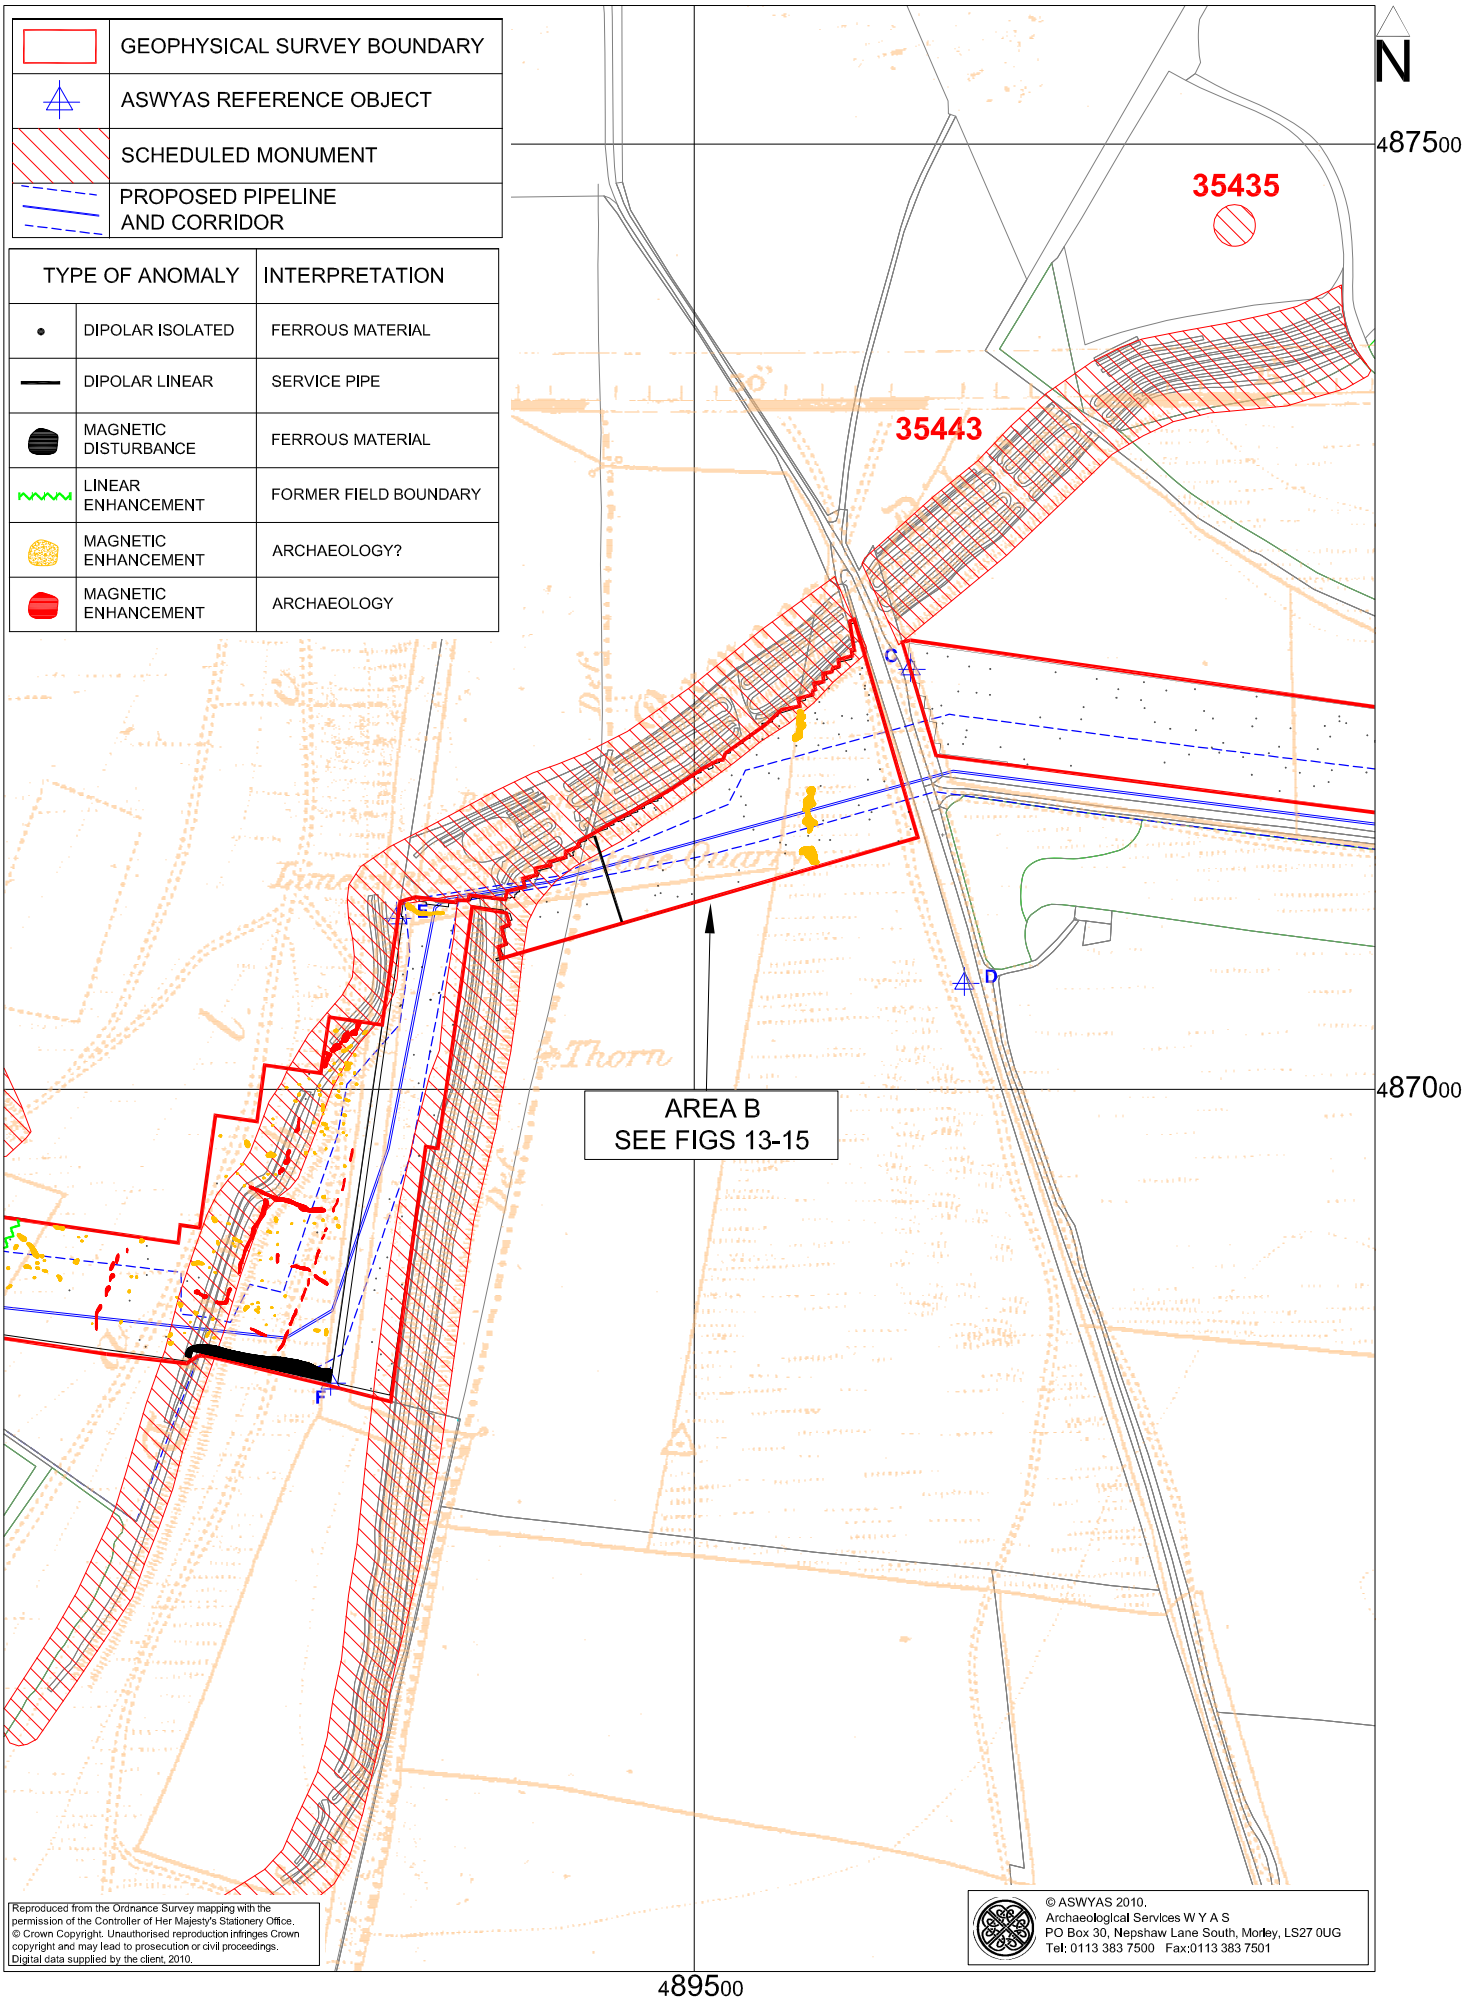 GEOPHYSICAL SURVEY BOUNDARY
ASWYAS REFERENCE OBJECT
SCHEDULED MONUMENT
PROPOSED PIPELINE
AND CORRIDOR
TYPE OF ANOMALY INTERPRETATION
DIPOLAR ISOLATED FERROUS MATERIAL
DIPOLAR LINEAR SERVICE PIPE
MAGNETIC
DISTURBANCE
FERROUS MATERIAL
LINEAR
ENHANCEMENT
FORMER FIELD BOUNDARY
MAGNETIC
ENHANCEMENT
ARCHAEOLOGY?
MAGNETIC
ENHANCEMENT
ARCHAEOLOGY
N
487500
35435
35443
C
E
D
Thorn
487000
AREA B
SEE FIGS 13-15
F
Reproduced from the Ordnance Survey mapping with the
permission of the Controller of Her Majesty's Stationery Office.
© Crown Copyright. Unauthorised reproduction infringes Crown
copyright and may lead to prosecution or civil proceedings.
Digital data supplied by the client, 2010.
© ASWYAS 2010.
Archaeological Services W Y A S
PO Box 30, Nepshaw Lane South, Morley, LS27 0UG
Tel: 0113 383 7500 Fax:0113 383 7501
489500